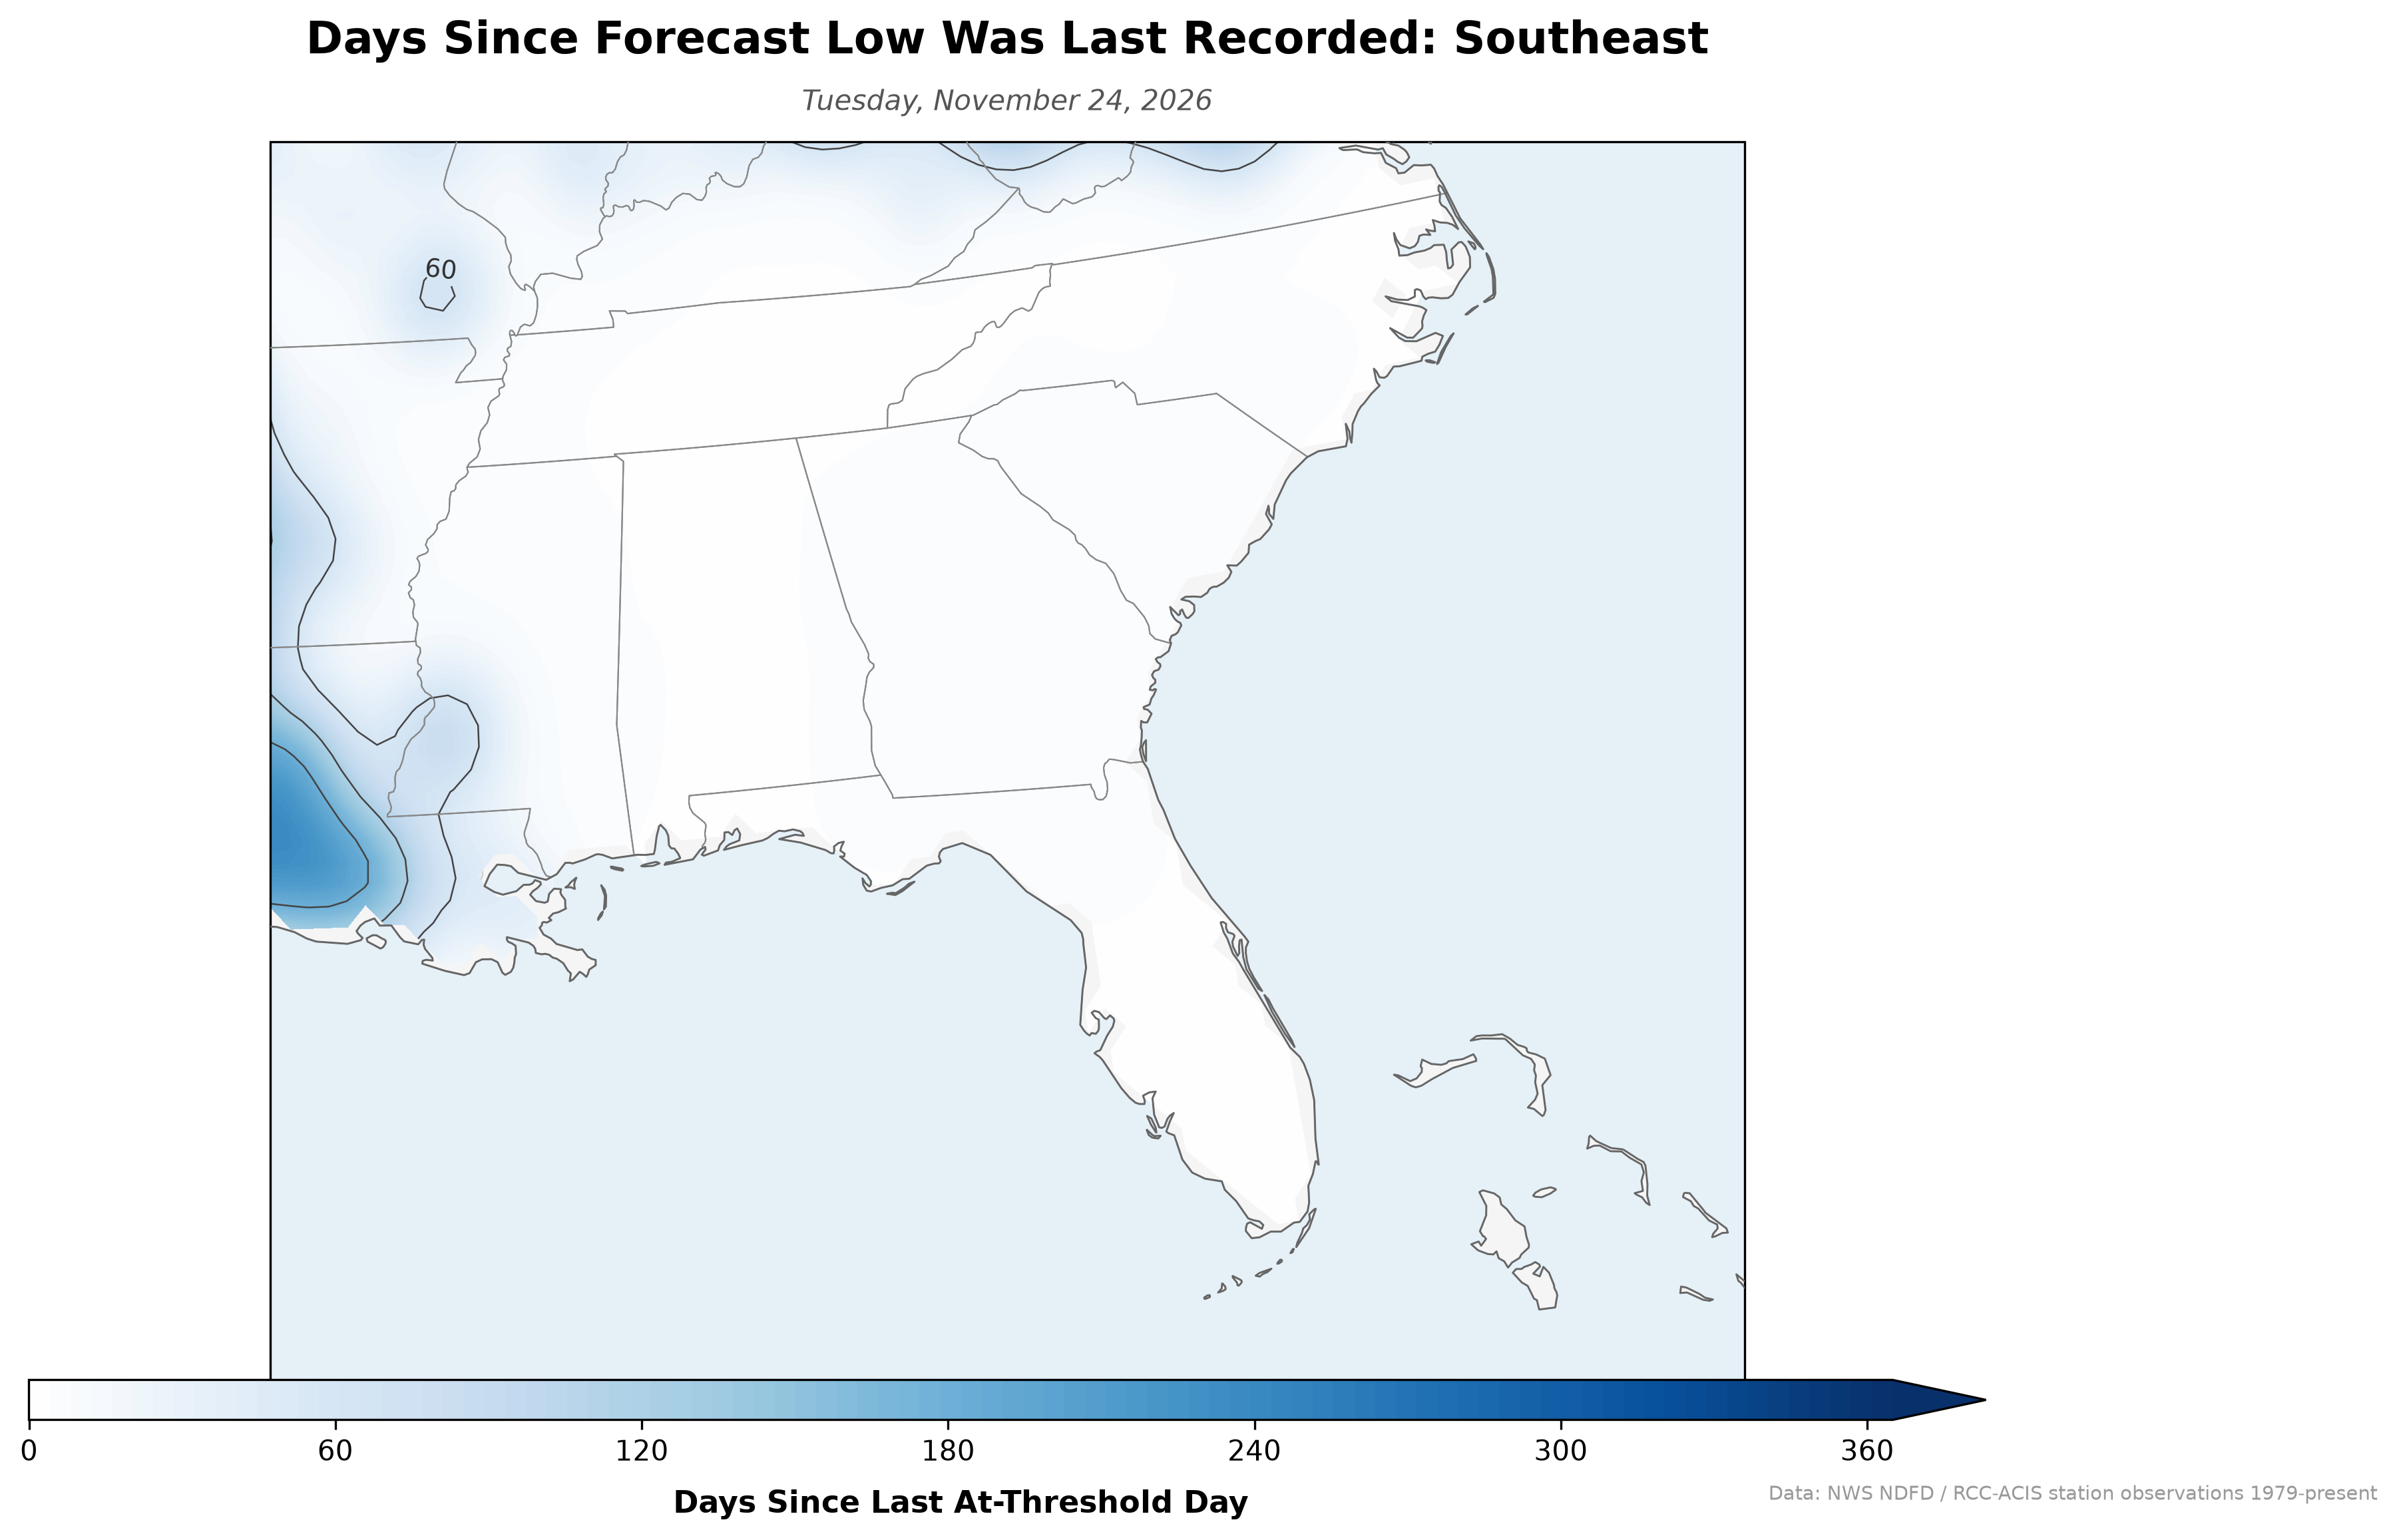 Days Since Forecast Low Was Last Recorded: Southeast
Tuesday, November 24, 2026
60
0 60 120 180 240 300 360
Days Since Last At-Threshold Day
Data: NWS NDFD / RCC-ACIS station observations 1979-present